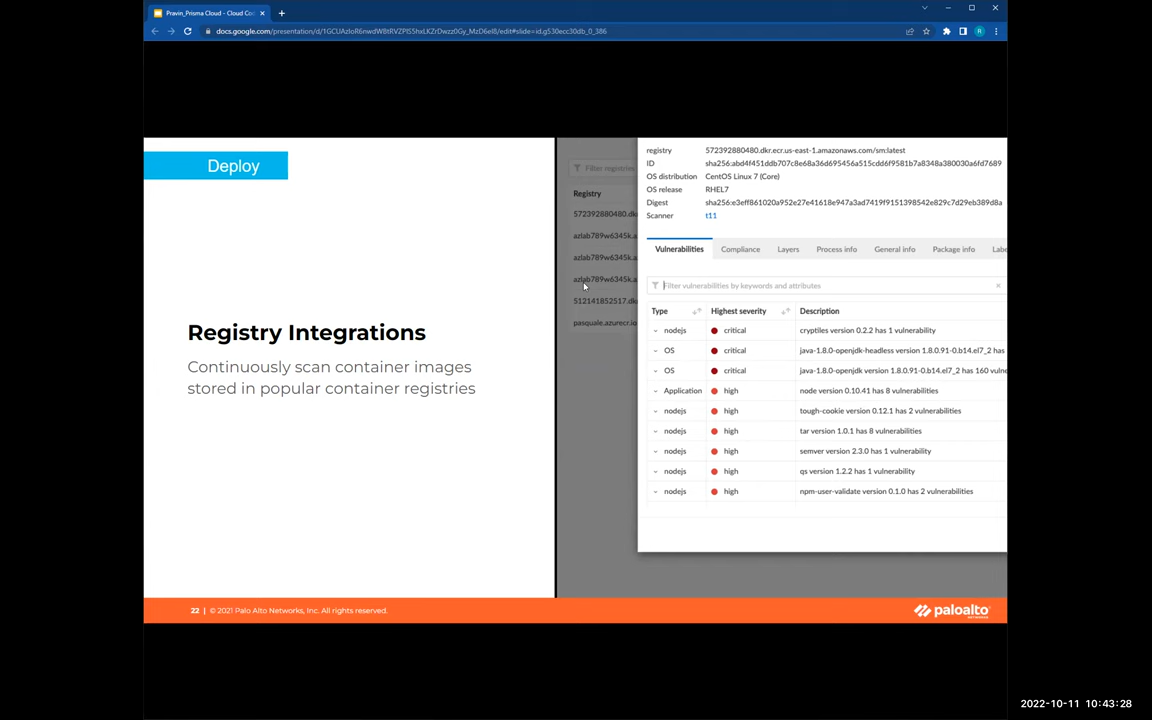 Pravin_Prisma Cloud - Cloud Co
docs.google.com/presentation/d/1GCUAzloR6nwdW8tRVZPlS5hxLKZrDwzz0Gy_MzD6el8/edit#slide=id.g530ecc30db_0_386
Deploy
Registry Integrations
Continuously scan container images
stored in popular container registries
Filter registries
Registry
572392880480.dk
azlab789w6345k.a
azlab789w6345k.a
azlab789w6345k.a
512141852517.dk
pasquale.azurecr.io
registry 572392880480.dkr.ecr.us-east-1.amazonaws.com/sm:latest
ID sha256:abd4f451ddb707c8e68a36d695456a515cdd6f9581b7a8348a380030a6fd7689
OS distribution CentOS Linux 7 (Core)
OS release RHEL7
Digest sha256:e3eff861020a952e27e41618e947a3ad7419f9151398542e829c7d29eb389d8a
Scanner t11
Vulnerabilities Compliance Layers Process info General info Package info Labe
Filter vulnerabilities by keywords and attributes
Type Highest severity Description
nodejs critical cryptiles version 0.2.2 has 1 vulnerability
OS critical java-1.8.0-openjdk-headless version 1.8.0.91-0.b14.el7_2 has
OS critical java-1.8.0-openjdk version 1.8.0.91-0.b14.el7_2 has 160 vulne
Application high node version 0.10.41 has 8 vulnerabilities
nodejs high tough-cookie version 0.12.1 has 2 vulnerabilities
nodejs high tar version 1.0.1 has 8 vulnerabilities
nodejs high semver version 2.3.0 has 1 vulnerability
nodejs high qs version 1.2.2 has 1 vulnerability
nodejs high npm-user-validate version 0.1.0 has 2 vulnerabilities
22 | © 2021 Palo Alto Networks, Inc. All rights reserved.
paloalto
NETWORKS
2022-10-11 10:43:28